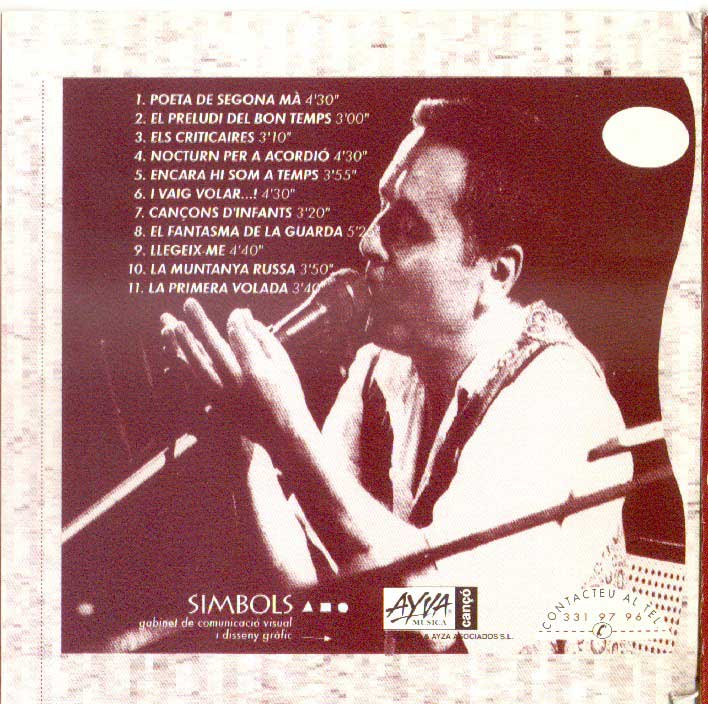 1. POETA DE SEGONA MÀ 4'30"
2. EL PRELUDI DEL BON TEMPS 3'00"
3. ELS CRITICAIRES 3'10"
4. NOCTURN PER A ACORDIÓ 4'30"
5. ENCARA HI SOM A TEMPS 3'55"
6. I VAIG VOLAR...! 4'30"
7. CANÇONS D'INFANTS 3'20"
8. EL FANTASMA DE LA GUARDA
9. LLEGEIX-ME 4'40"
10. LA MUNTANYA RUSSA 3'50"
11. LA PRIMERA VOLADA 3'40
SIMBOLS
gabinet de comunicació visual
i disseny gràfic
AYVA
MUSICA
cançó
& AYZA ASOCIADOS S.L.
CONTACTEU AL TEL
331 97 96